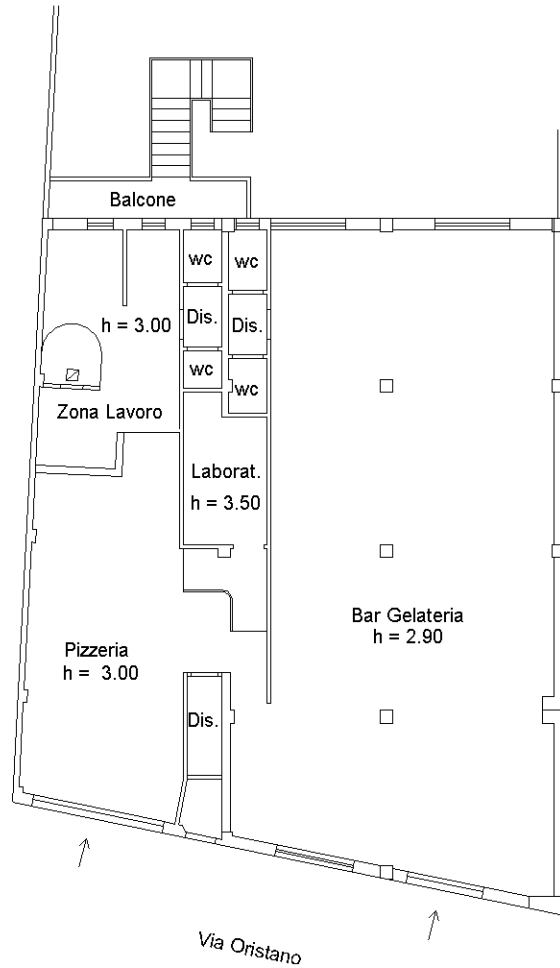 Balcone
wc
wc
h = 3.00
Dis.
Dis.
wc
wc
Zona Lavoro
Laborat.
h = 3.50
Bar Gelateria
h = 2.90
Pizzeria
h = 3.00
Dis.
Via Oristano